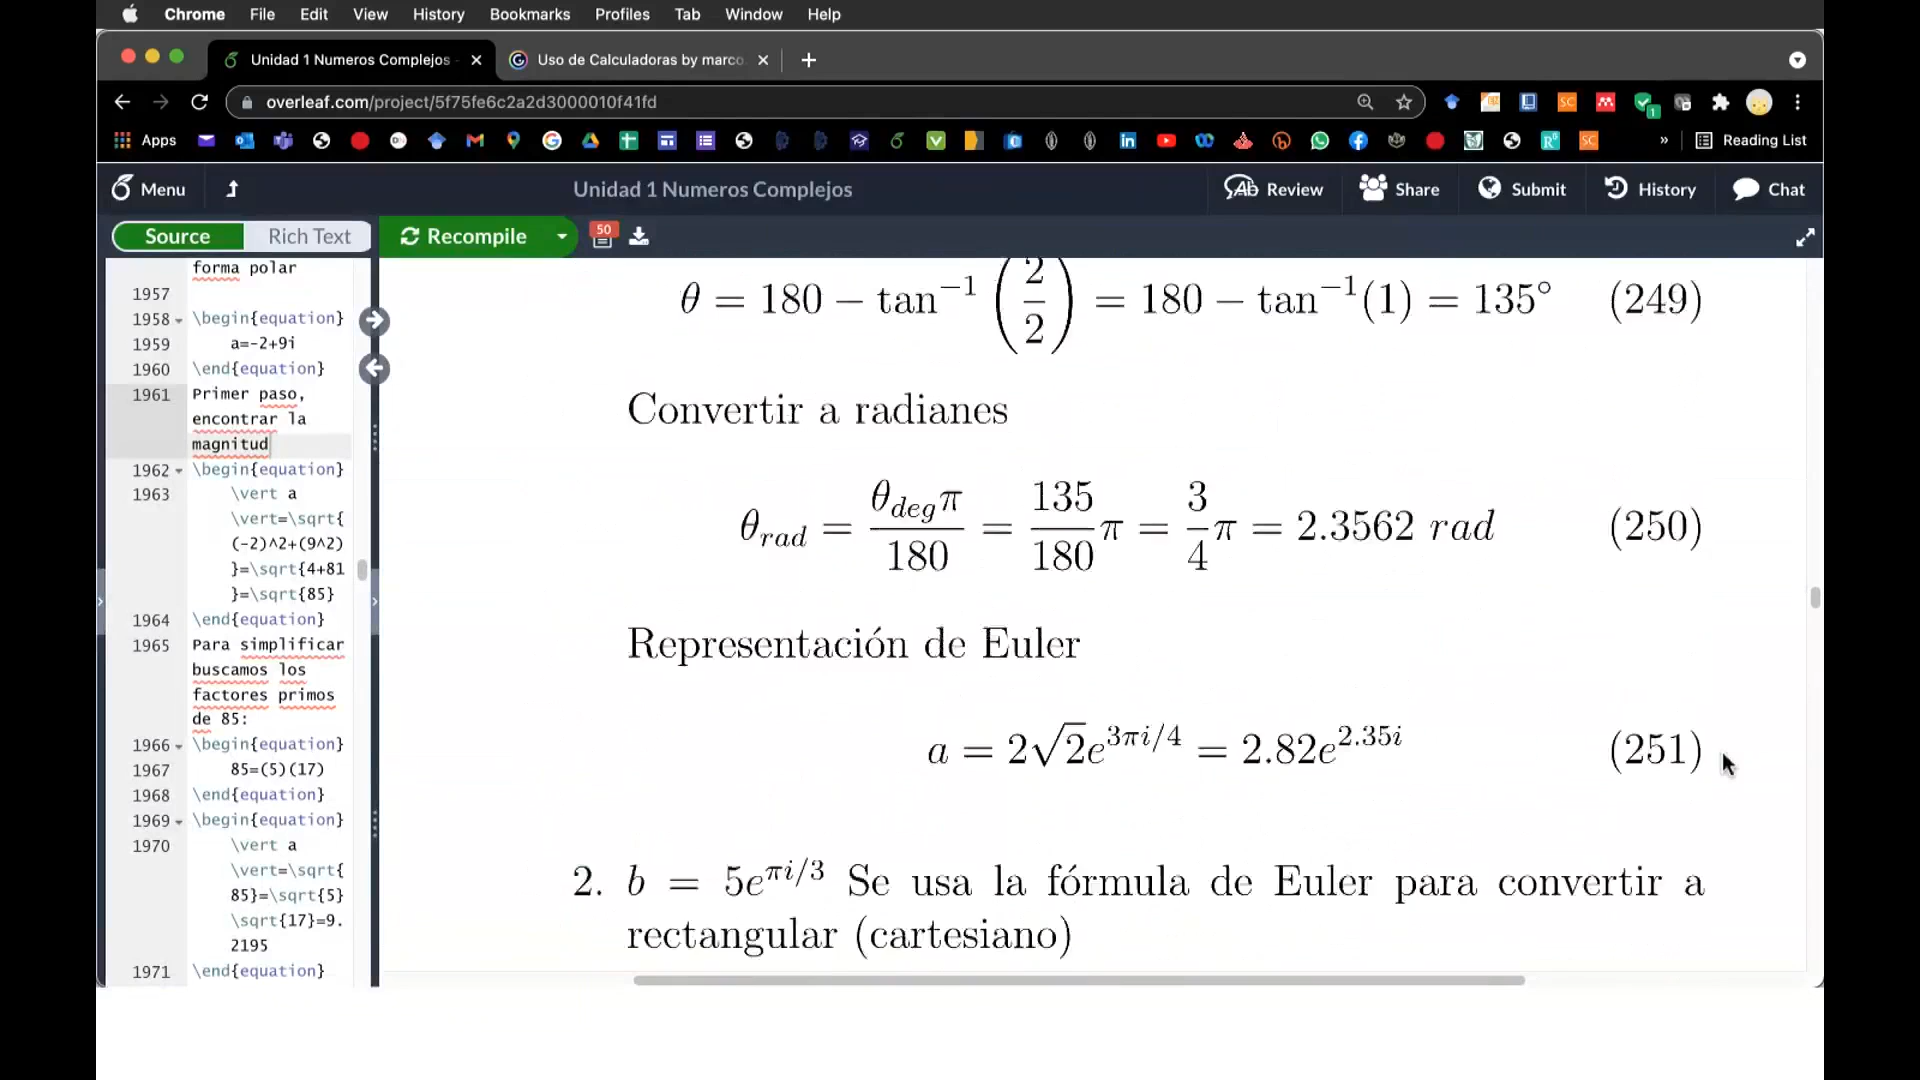 Chrome File Edit View History Bookmarks Profiles Tab Window Help
Unidad 1 Numeros Complejos
Uso de Calculadoras by marco
overleaf.com/project/5f75fe6c2a2d3000010f41fd
Apps
» Reading List
Menu
Unidad 1 Numeros Complejos
Review Share Submit History Chat
Source Rich Text
Recompile
50
forma polar
1957
1958 \begin{equation}
1959 a=-2+9i
1960 \end{equation}
1961 Primer paso,
encontrar la
magnitud
1962 \begin{equation}
1963 \vert a
\vert=\sqrt{
(-2)^2+(9^2)
}=\sqrt{4+81
}=\sqrt{85}
1964 \end{equation}
1965 Para simplificar
buscamos los
factores primos
de 85:
1966 \begin{equation}
1967 85=(5)(17)
1968 \end{equation}
1969 \begin{equation}
1970 \vert a
\vert=\sqrt{
85}=\sqrt{5}
\sqrt{17}=9.
2195
1971 \end{equation}
θ = 180 − tan⁻¹ (2/2) = 180 − tan⁻¹(1) = 135° (249)
Convertir a radianes
θ_rad = θ_deg π / 180 = 135/180 π = 3/4 π = 2.3562 rad (250)
Representación de Euler
a = 2√2e^{3πi/4} = 2.82e^{2.35i} (251)
2. b = 5e^{πi/3} Se usa la fórmula de Euler para convertir a
rectangular (cartesiano)